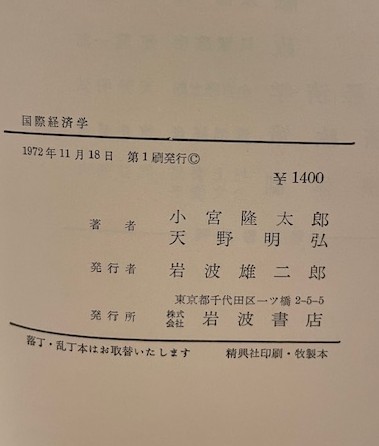 国際経済学
1972年11月18日 第1刷発行©
¥ 1400
著者 小宮隆太郎
天野明弘
発行者 岩波雄二郎
東京都千代田区一ツ橋 2-5-5
発行所 株式会社 岩波書店
落丁・乱丁本はお取替いたします 精興社印刷・牧製本